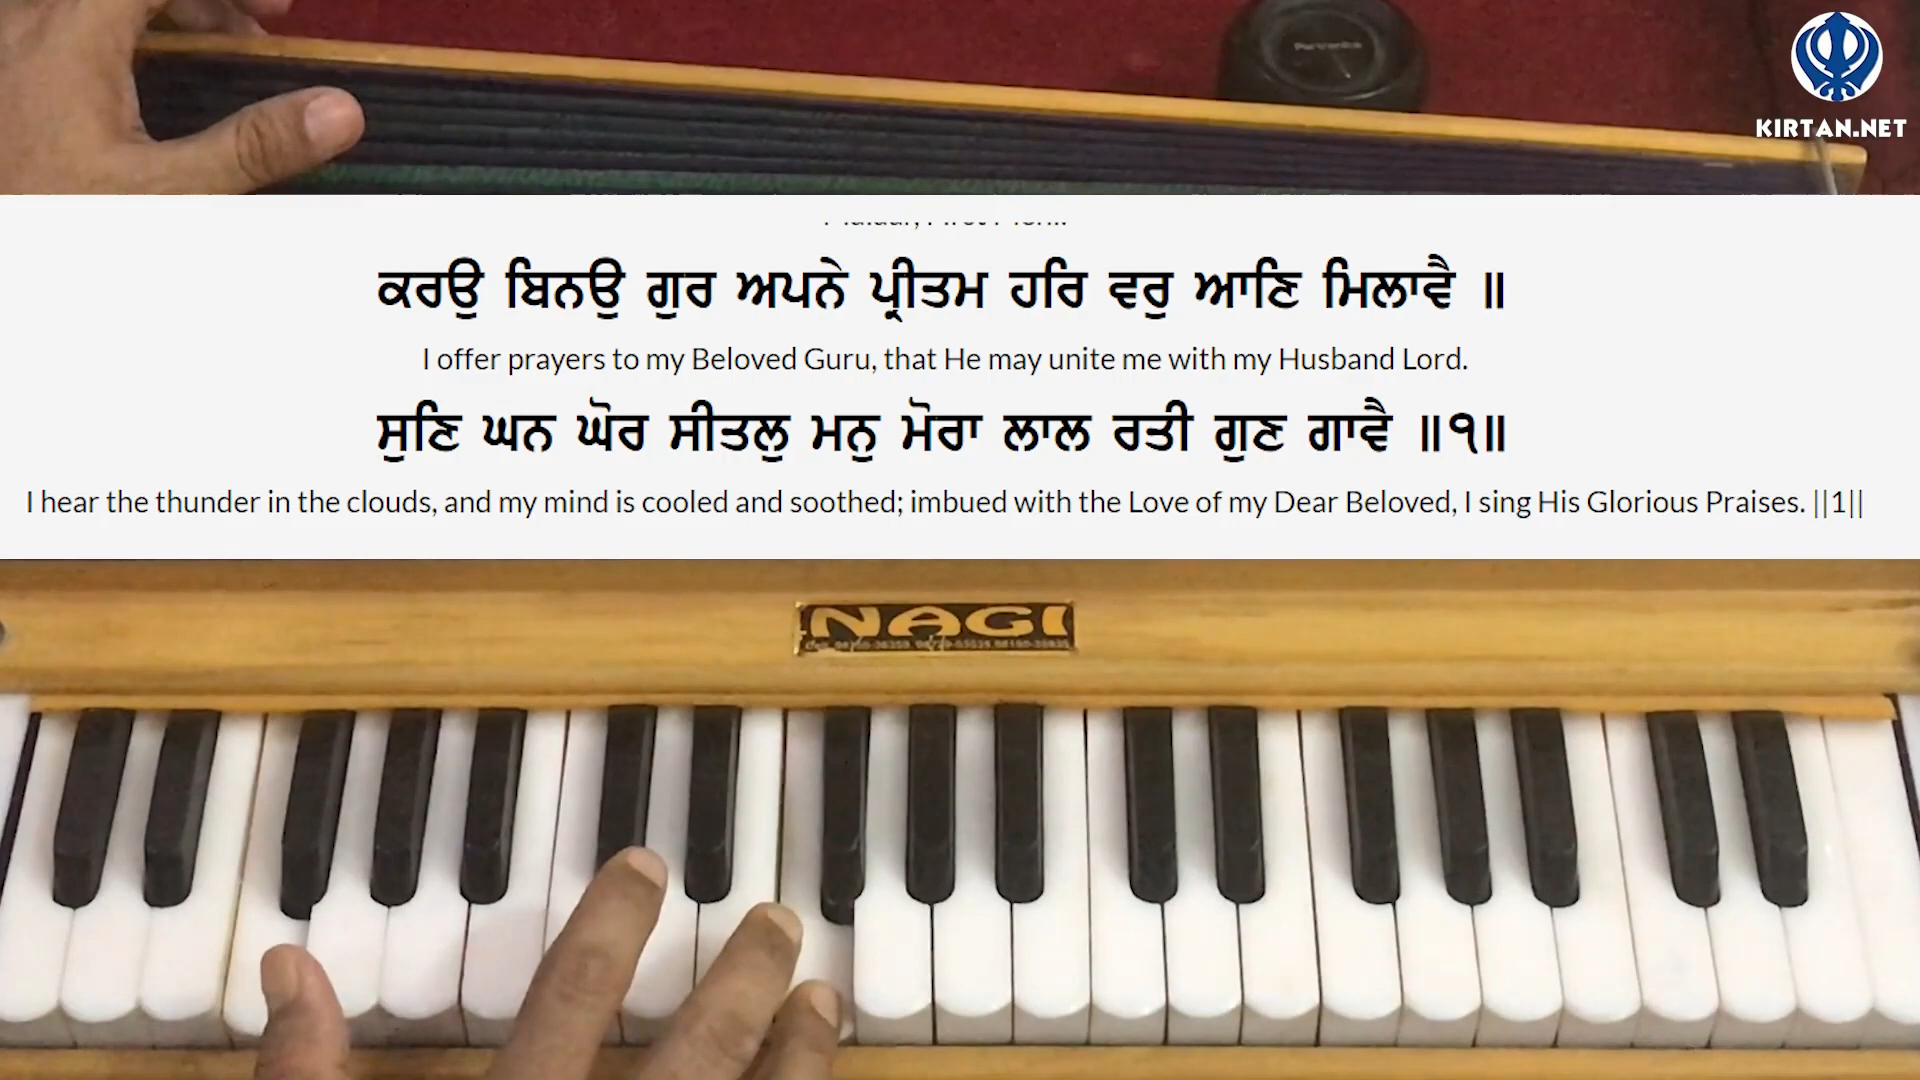 KIRTAN.NET
ਕਰਉ ਬਿਨਉ ਗੁਰ ਅਪਨੇ ਪ੍ਰੀਤਮ ਹਰਿ ਵਰੁ ਆਣਿ ਮਿਲਾਵੈ ॥
I offer prayers to my Beloved Guru, that He may unite me with my Husband Lord.
ਸੁਣਿ ਘਨ ਘੋਰ ਸੀਤਲੁ ਮਨੁ ਮੋਰਾ ਲਾਲ ਰਤੀ ਗੁਣ ਗਾਵੈ ॥੧॥
I hear the thunder in the clouds, and my mind is cooled and soothed; imbued with the Love of my Dear Beloved, I sing His Glorious Praises. ||1||
NAGI